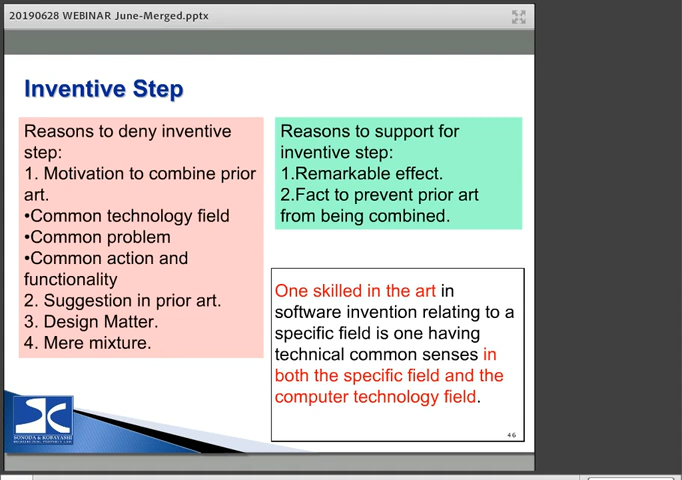 20190628 WEBINAR June-Merged.pptx
Inventive Step
Reasons to deny inventive
step:
1. Motivation to combine prior
art.
•Common technology field
•Common problem
•Common action and
functionality
2. Suggestion in prior art.
3. Design Matter.
4. Mere mixture.
Reasons to support for
inventive step:
1.Remarkable effect.
2.Fact to prevent prior art
from being combined.
One skilled in the art in
software invention relating to a
specific field is one having
technical common senses in
both the specific field and the
computer technology field.
SONODA & KOBAYASHI
46